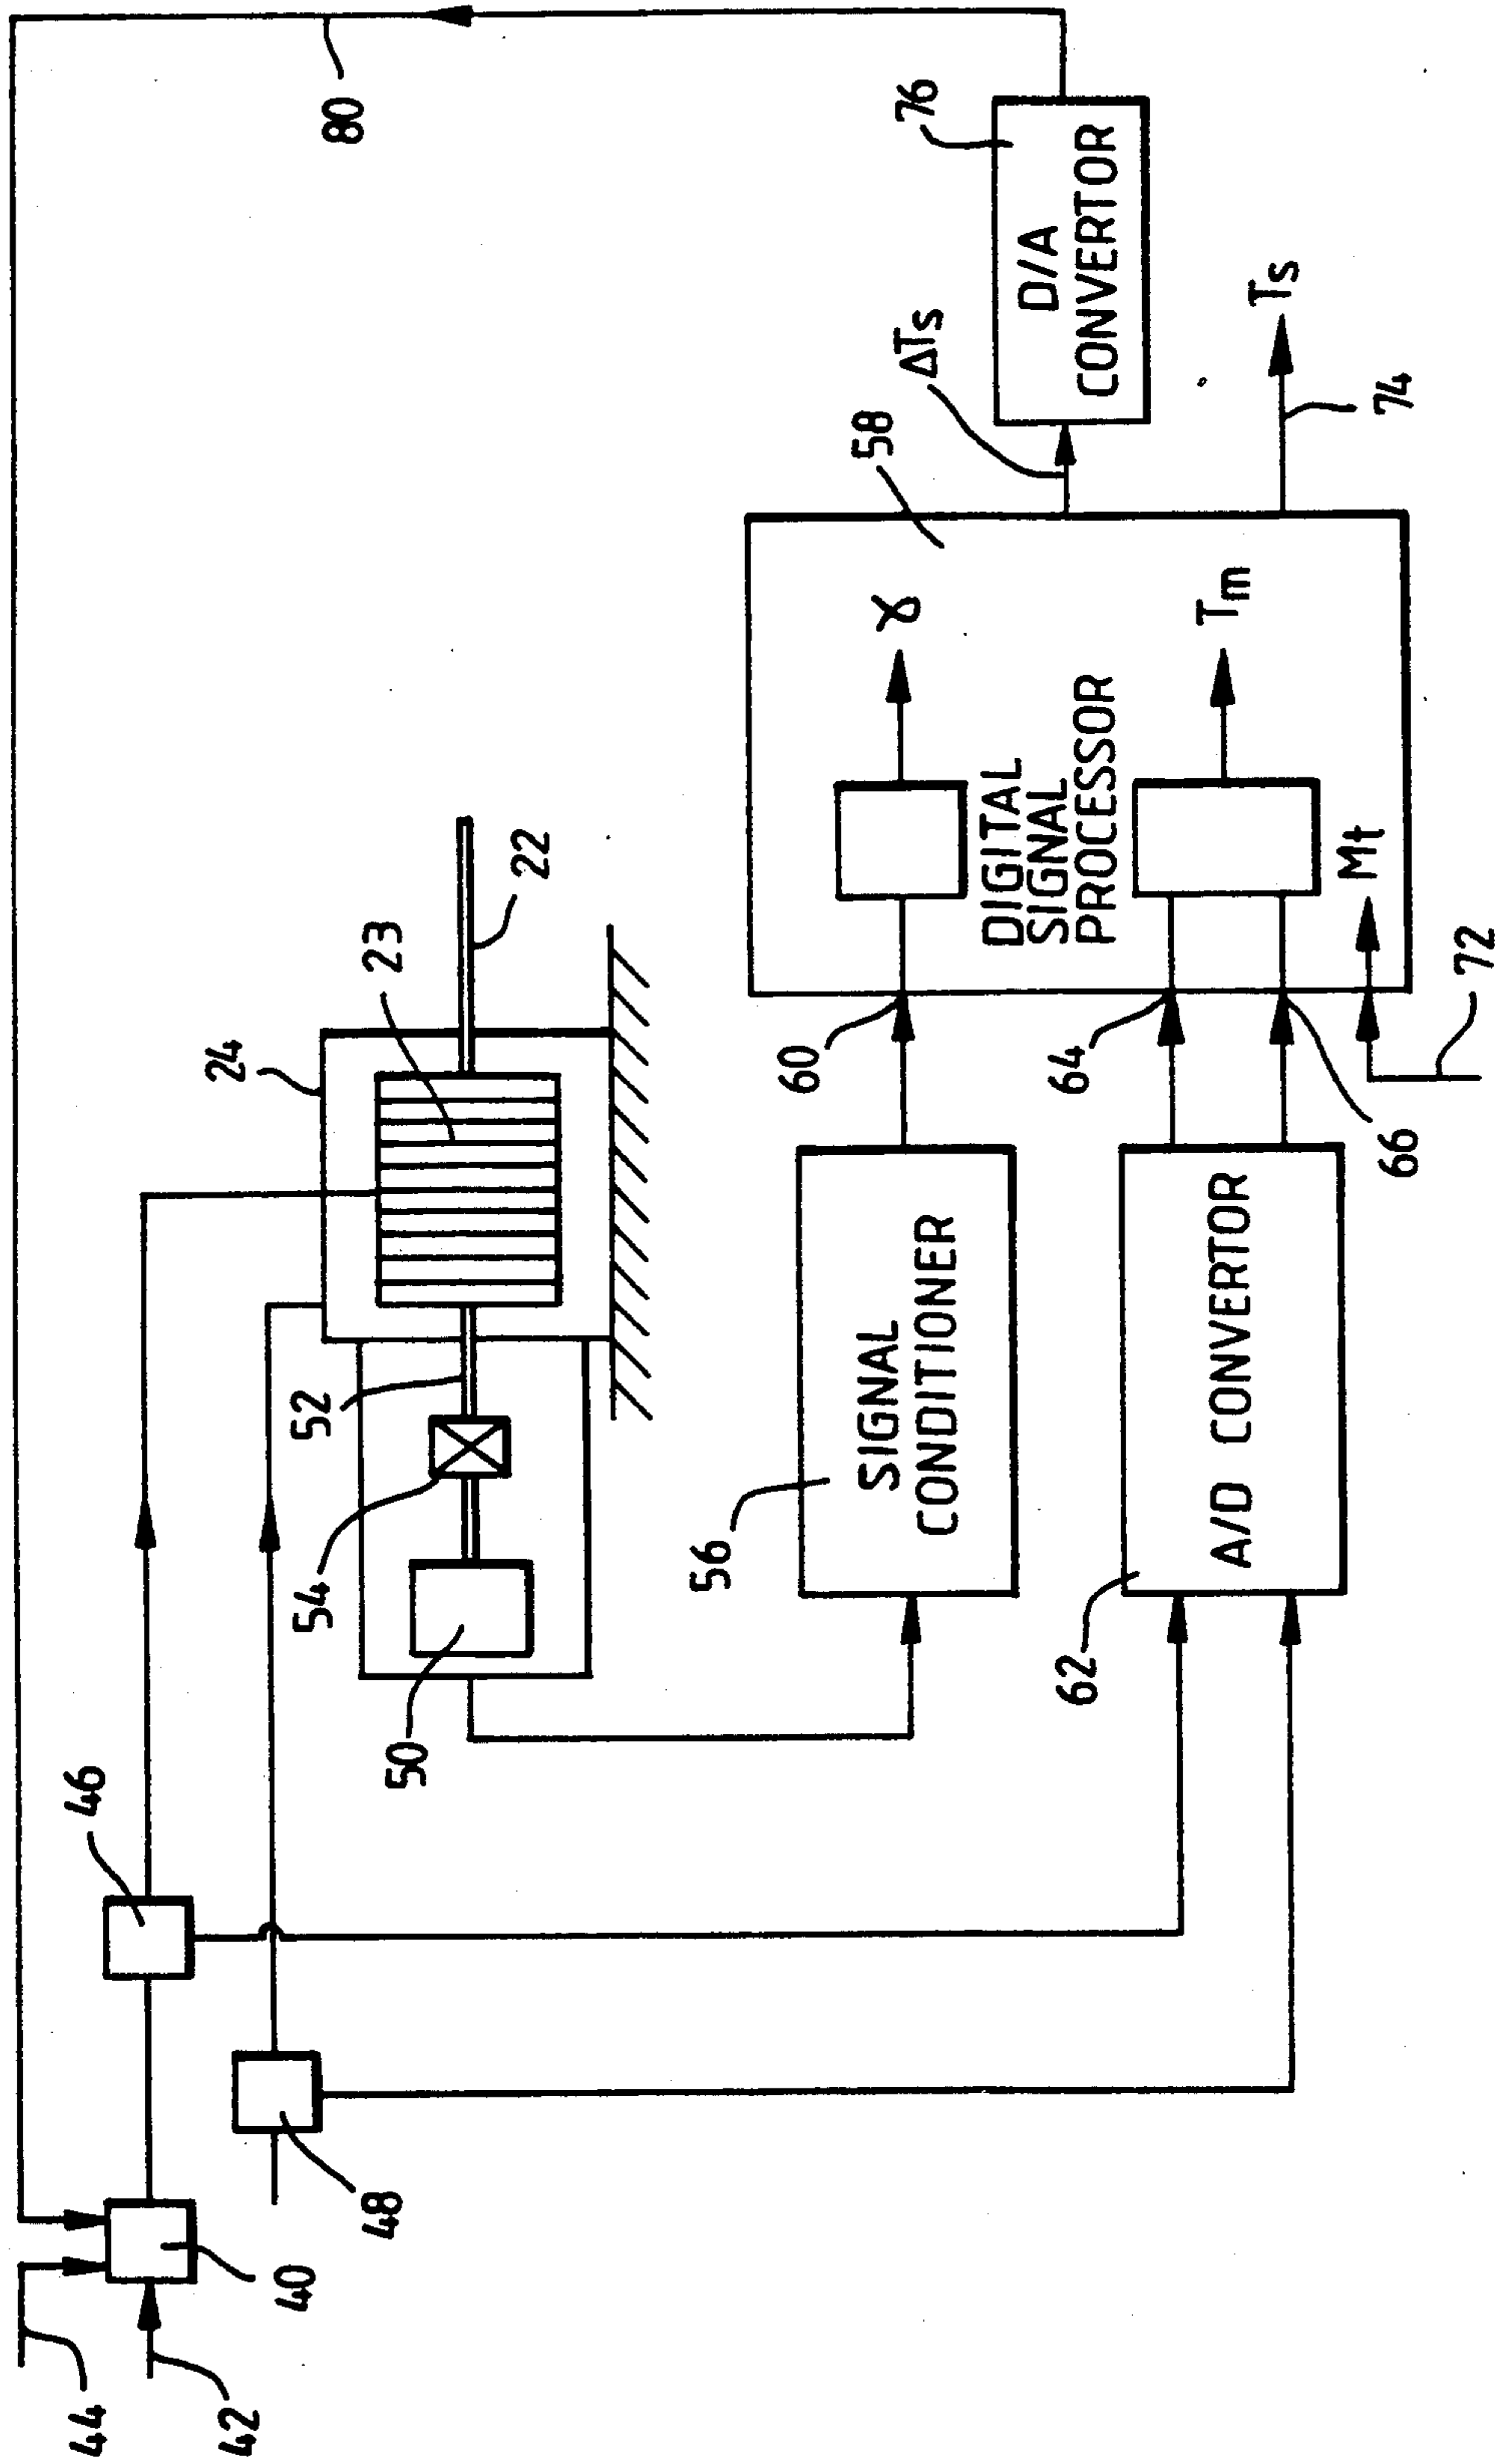 44
42
40
48
46
50
54
52
24
23
22
80
56
SIGNAL
CONDITIONER
62
A/D CONVERTOR
60
64
66
72
58
DIGITAL
SIGNAL
PROCESSOR
γ
Tm
Mt
ΔTs
76
D/A
CONVERTOR
Ts
74